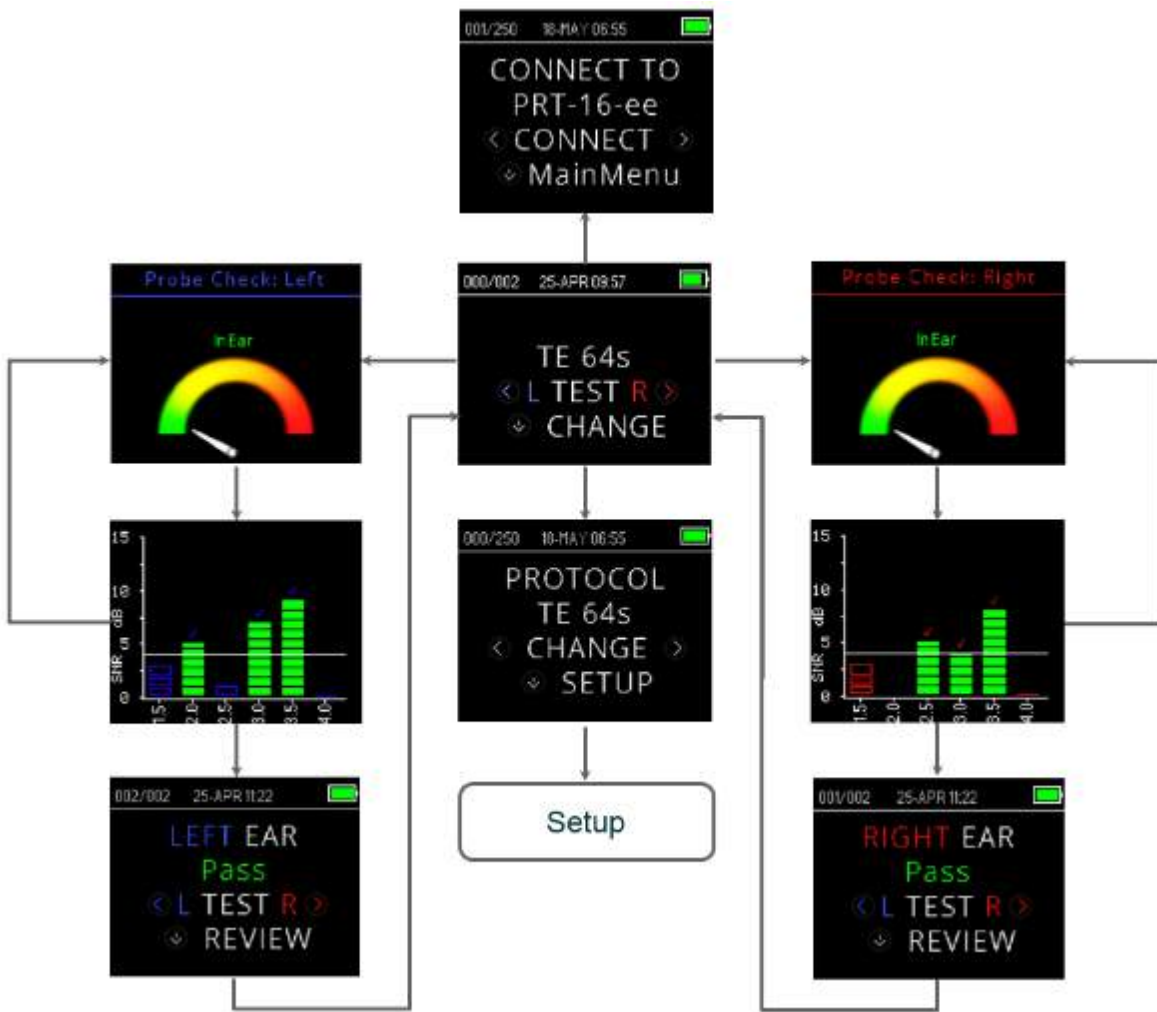 001/250 18-MAY 06:55
CONNECT TO
PRT-16-ee
CONNECT
MainMenu
Probe Check: Left
In Ear
000/002 25-APR 09:57
TE 64s
L TEST R
CHANGE
Probe Check: Right
In Ear
15
10
5
0
SNR dB
1.5 2.0 2.5 3.0 3.5 4.0
000/250 18-MAY 06:55
PROTOCOL
TE 64s
CHANGE
SETUP
15
10
5
0
SNR dB
1.5 2.0 2.5 3.0 3.5 4.0
002/002 25-APR 11:22
LEFT EAR
Pass
L TEST R
REVIEW
Setup
001/002 25-APR 11:22
RIGHT EAR
Pass
L TEST R
REVIEW